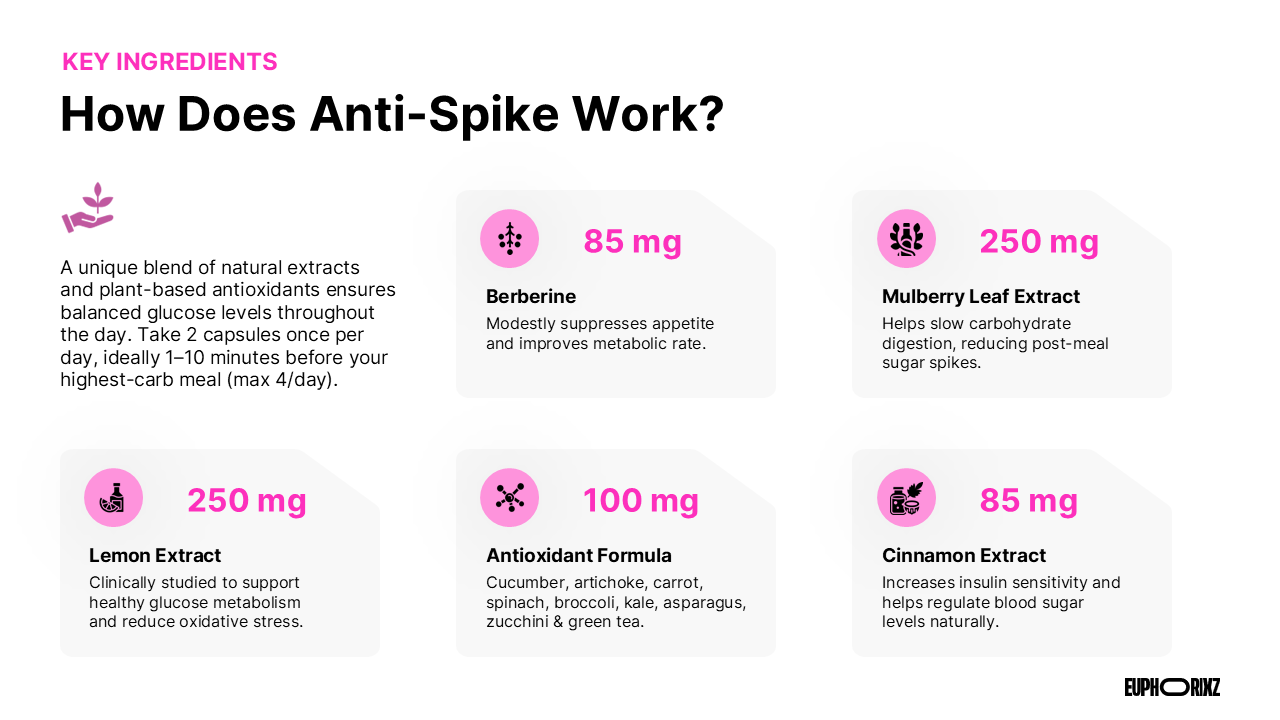 KEY INGREDIENTS
How Does Anti-Spike Work?
A unique blend of natural extracts
and plant-based antioxidants ensures
balanced glucose levels throughout
the day. Take 2 capsules once per
day, ideally 1–10 minutes before your
highest-carb meal (max 4/day).
85 mg
Berberine
Modestly suppresses appetite
and improves metabolic rate.
250 mg
Mulberry Leaf Extract
Helps slow carbohydrate
digestion, reducing post-meal
sugar spikes.
250 mg
Lemon Extract
Clinically studied to support
healthy glucose metabolism
and reduce oxidative stress.
100 mg
Antioxidant Formula
Cucumber, artichoke, carrot,
spinach, broccoli, kale, asparagus,
zucchini & green tea.
85 mg
Cinnamon Extract
Increases insulin sensitivity and
helps regulate blood sugar
levels naturally.
EUPHORIXZ